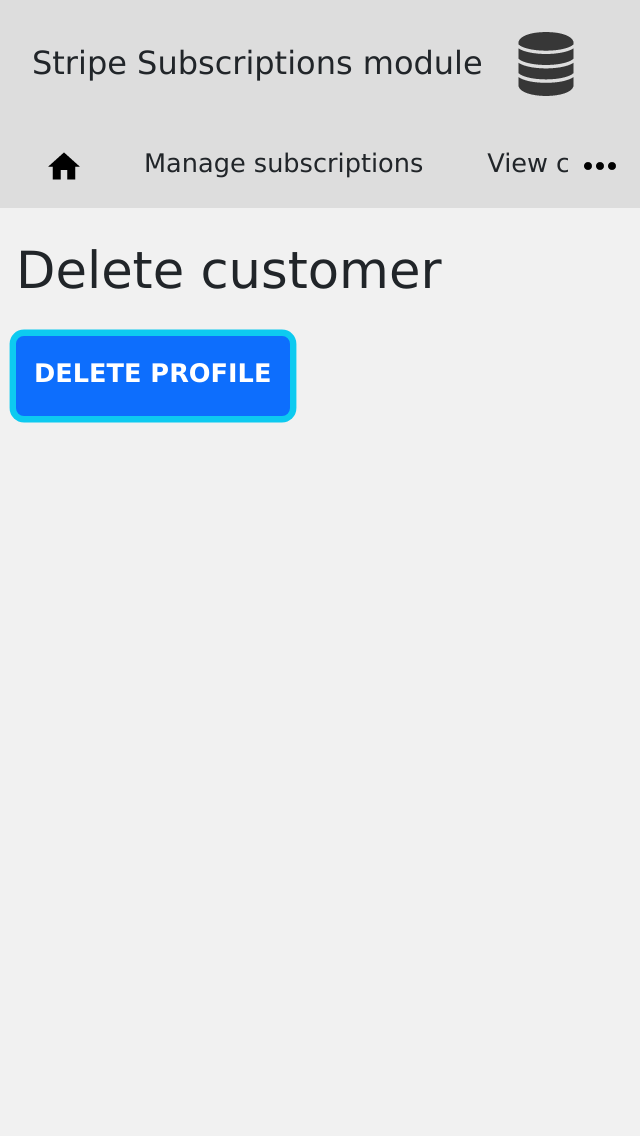 Stripe Subscriptions module
Manage subscriptions View c
Delete customer
DELETE PROFILE